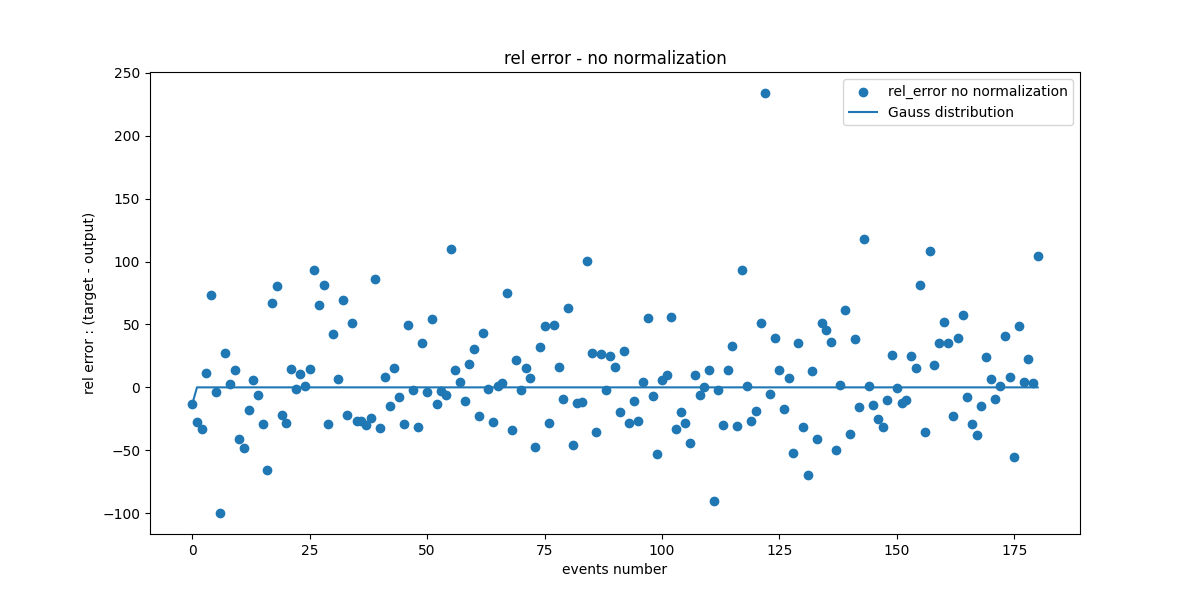 rel error - no normalization
rel_error no normalization
Gauss distribution
250
200
150
100
50
0
−50
−100
rel error : (target - output)
0 25 50 75 100 125 150 175
events number